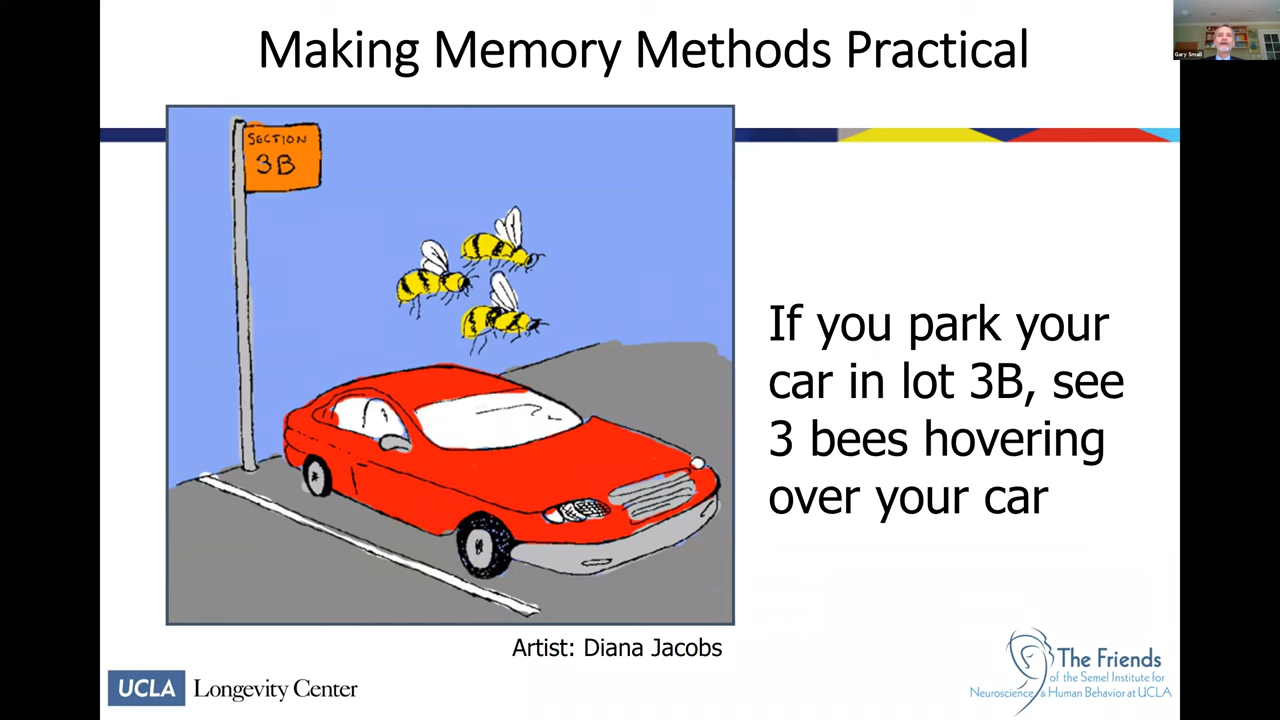 Making Memory Methods Practical
Gary Small
SECTION
3B
If you park your
car in lot 3B, see
3 bees hovering
over your car
Artist: Diana Jacobs
UCLA Longevity Center
The Friends
of the Semel Institute for
Neuroscience & Human Behavior at UCLA